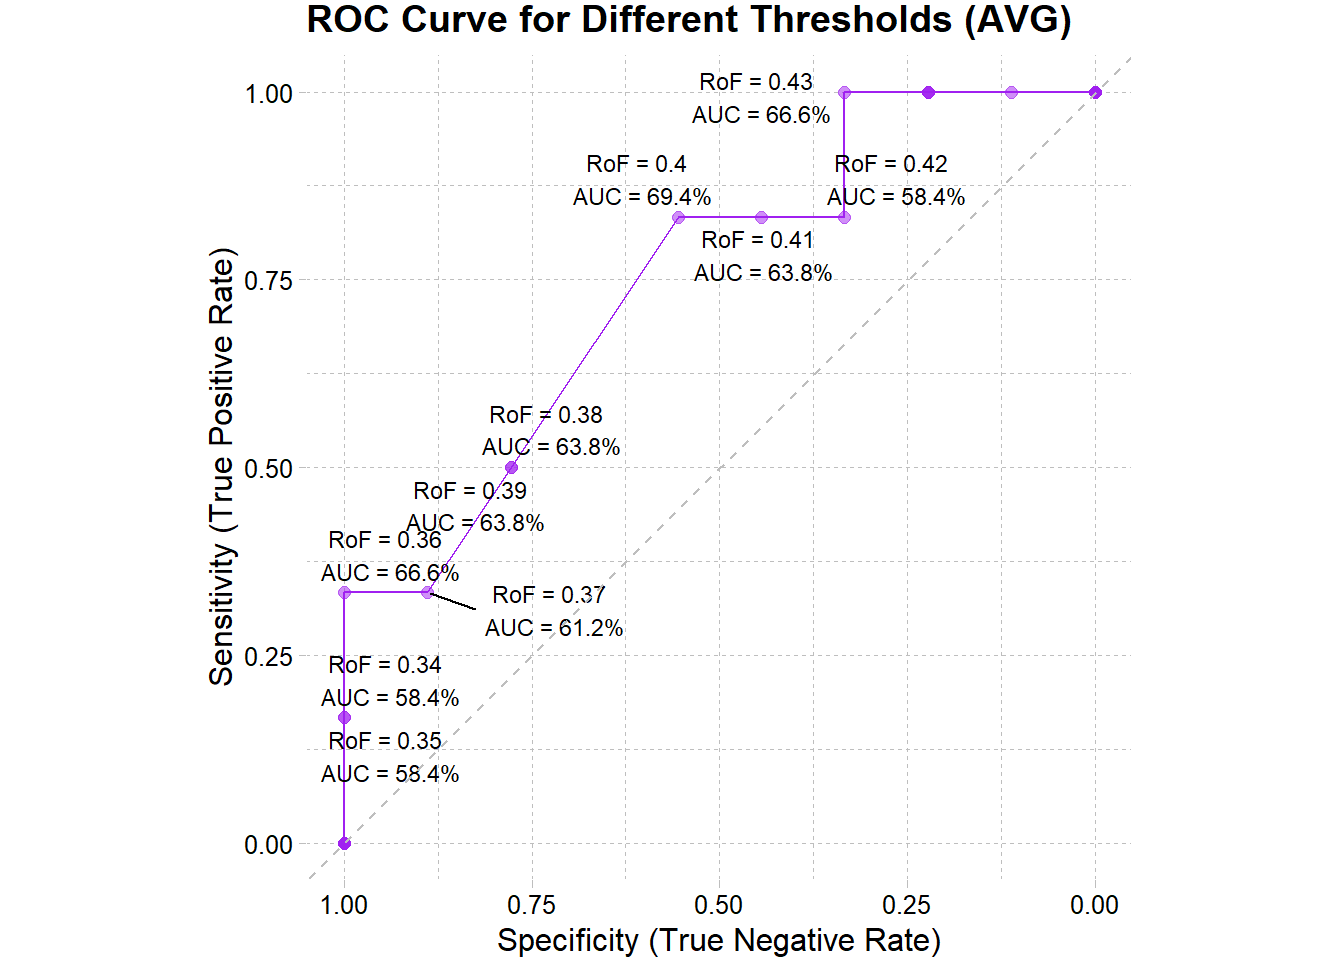 ROC Curve for Different Thresholds (AVG)
RoF = 0.43
AUC = 66.6%
RoF = 0.4
AUC = 69.4%
RoF = 0.42
AUC = 58.4%
RoF = 0.41
AUC = 63.8%
RoF = 0.38
AUC = 63.8%
RoF = 0.39
AUC = 63.8%
RoF = 0.36
AUC = 66.6%
RoF = 0.37
AUC = 61.2%
RoF = 0.34
AUC = 58.4%
RoF = 0.35
AUC = 58.4%
Sensitivity (True Positive Rate)
1.00
0.75
0.50
0.25
0.00
1.00
0.75
0.50
0.25
0.00
Specificity (True Negative Rate)